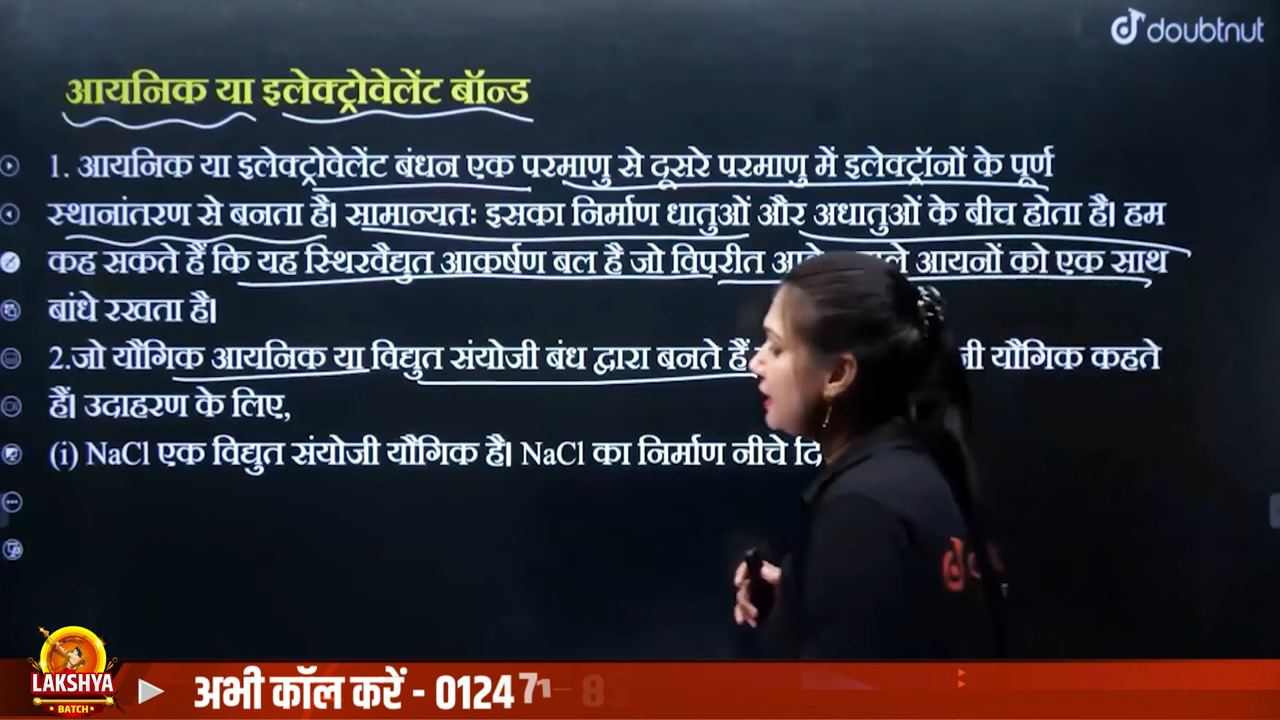 doubtnut
आयनिक या इलेक्ट्रोवेलेंट बॉन्ड
1. आयनिक या इलेक्ट्रोवेलेंट बंधन एक परमाणु से दूसरे परमाणु में इलेक्ट्रॉनों के पूर्ण
स्थानांतरण से बनता है। सामान्यतः इसका निर्माण धातुओं और अधातुओं के बीच होता है। हम
कह सकते हैं कि यह स्थिरवैद्युत आकर्षण बल है जो विपरीत आयनों को एक साथ
बांधे रखता है।
2.जो यौगिक आयनिक या विद्युत संयोजी बंध द्वारा बनते हैं यौगिक कहते
हैं। उदाहरण के लिए,
(i) NaCl एक विद्युत संयोजी यौगिक है। NaCl का निर्माण नीचे
LAKSHYA
BATCH
अभी कॉल करें - 0124